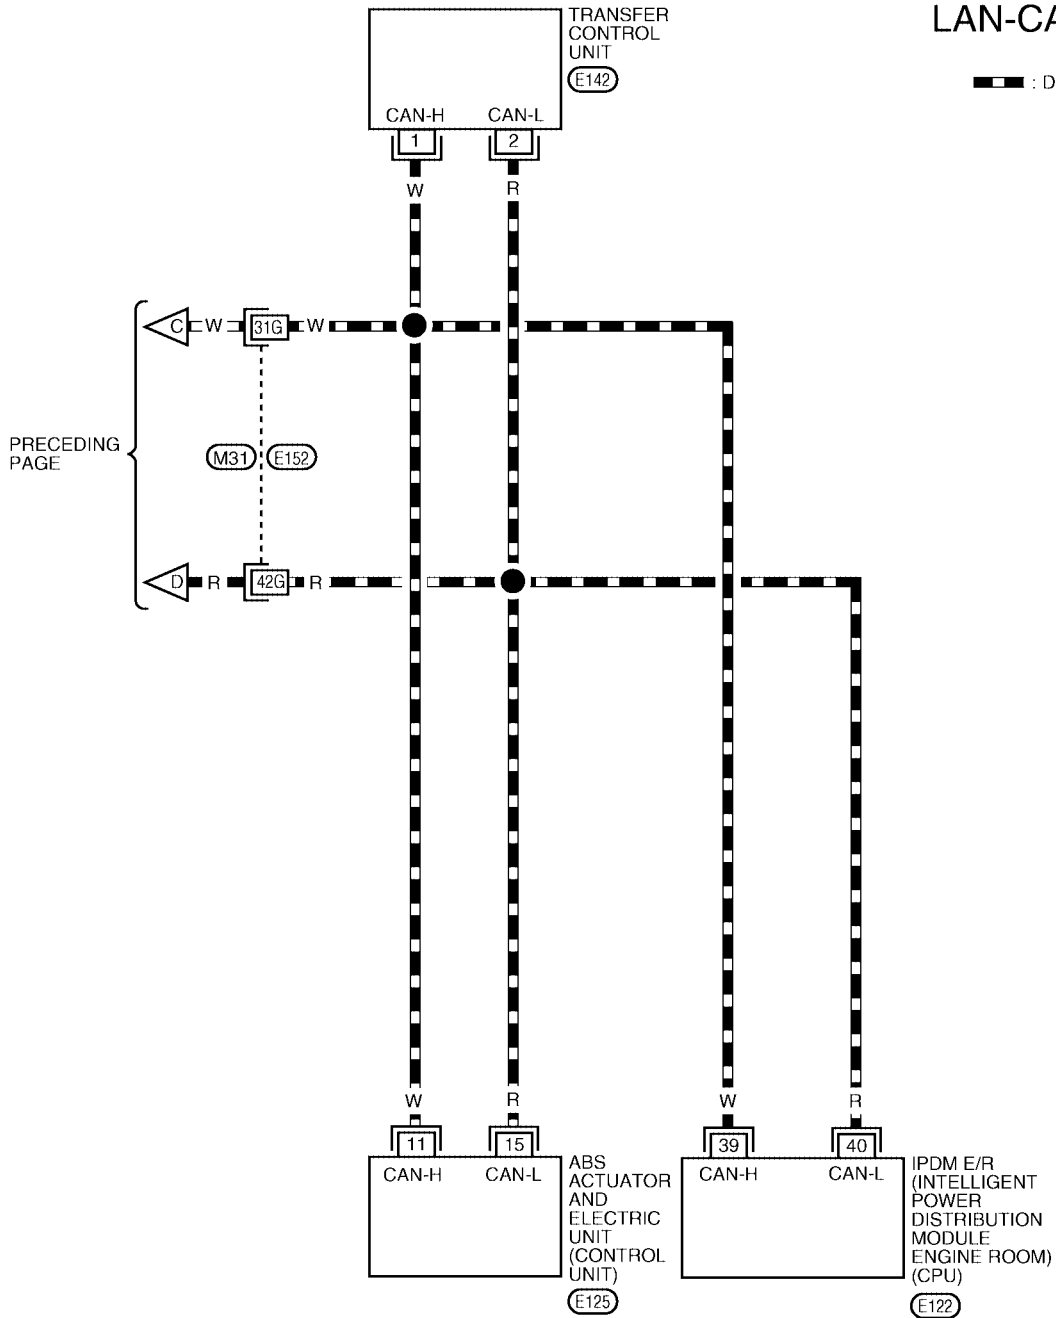 LAN-CA
: D
TRANSFER
CONTROL
UNIT
E142
CAN-H CAN-L
1 2
W R
C W 31G W
PRECEDING
PAGE
M31 E152
D R 42G R
W R W R
11 15 39 40
CAN-H CAN-L CAN-H CAN-L
ABS
ACTUATOR
AND
ELECTRIC
UNIT
(CONTROL
UNIT)
E125
IPDM E/R
(INTELLIGENT
POWER
DISTRIBUTION
MODULE
ENGINE ROOM)
(CPU)
E122